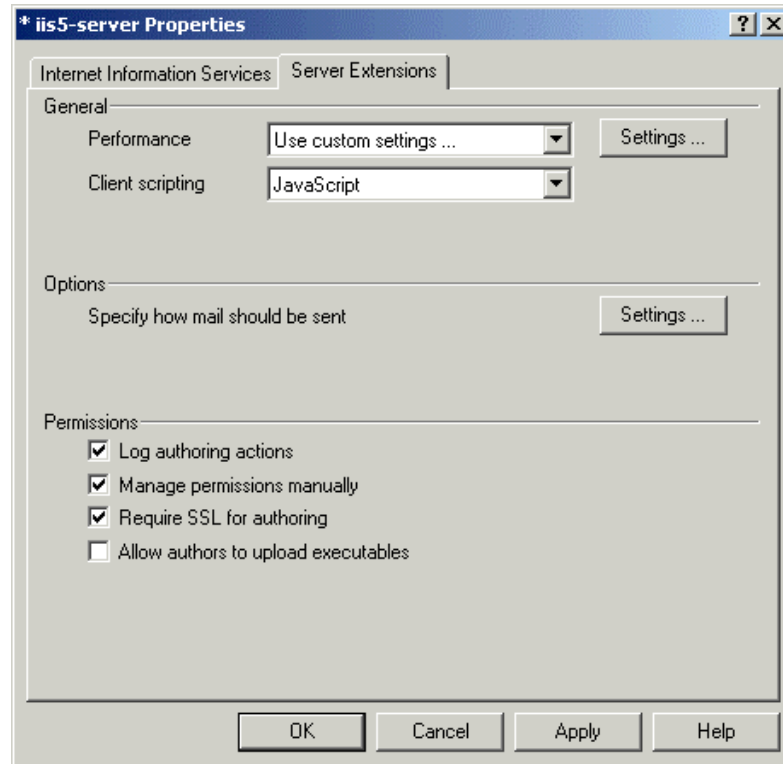 * iis5-server Properties
Internet Information Services Server Extensions
General
Performance Use custom settings ... Settings ...
Client scripting JavaScript
Options
Specify how mail should be sent Settings ...
Permissions
Log authoring actions
Manage permissions manually
Require SSL for authoring
Allow authors to upload executables
OK Cancel Apply Help